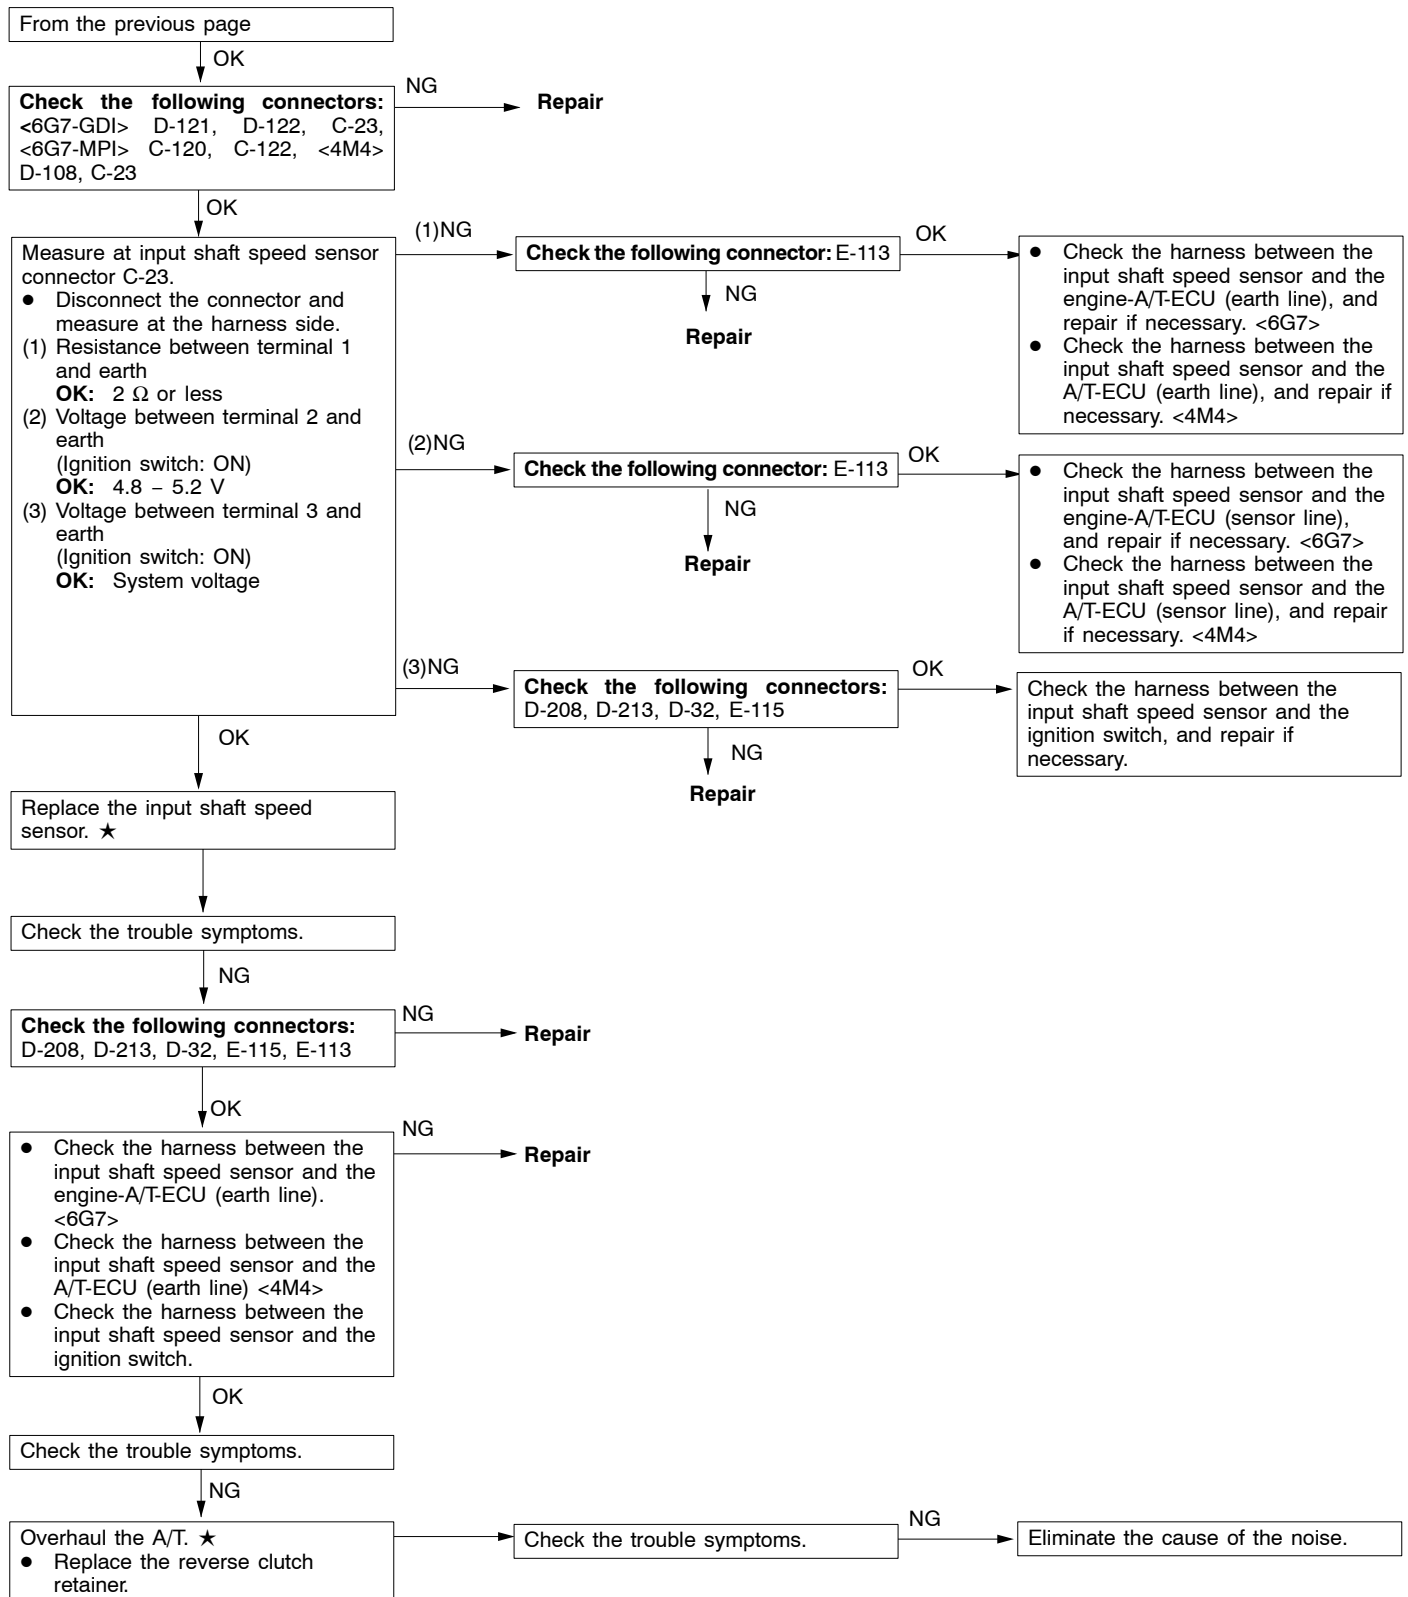 From the previous page
OK
Check the following connectors:
<6G7-GDI> D-121, D-122, C-23,
<6G7-MPI> C-120, C-122, <4M4>
D-108, C-23
NG
Repair
OK
Measure at input shaft speed sensor
connector C-23.
● Disconnect the connector and
measure at the harness side.
(1) Resistance between terminal 1
and earth
OK: 2 Ω or less
(2) Voltage between terminal 2 and
earth
(Ignition switch: ON)
OK: 4.8 – 5.2 V
(3) Voltage between terminal 3 and
earth
(Ignition switch: ON)
OK: System voltage
(1)NG
Check the following connector: E-113
OK
● Check the harness between the
input shaft speed sensor and the
engine-A/T-ECU (earth line), and
repair if necessary. <6G7>
● Check the harness between the
input shaft speed sensor and the
A/T-ECU (earth line), and repair if
necessary. <4M4>
NG
Repair
(2)NG
Check the following connector: E-113
OK
● Check the harness between the
input shaft speed sensor and the
engine-A/T-ECU (sensor line),
and repair if necessary. <6G7>
● Check the harness between the
input shaft speed sensor and the
A/T-ECU (sensor line), and repair
if necessary. <4M4>
NG
Repair
(3)NG
Check the following connectors:
D-208, D-213, D-32, E-115
OK
Check the harness between the
input shaft speed sensor and the
ignition switch, and repair if
necessary.
NG
Repair
OK
Replace the input shaft speed
sensor. ★
Check the trouble symptoms.
NG
Check the following connectors:
D-208, D-213, D-32, E-115, E-113
NG
Repair
OK
● Check the harness between the
input shaft speed sensor and the
engine-A/T-ECU (earth line).
<6G7>
● Check the harness between the
input shaft speed sensor and the
A/T-ECU (earth line) <4M4>
● Check the harness between the
input shaft speed sensor and the
ignition switch.
NG
Repair
OK
Check the trouble symptoms.
NG
Overhaul the A/T. ★
● Replace the reverse clutch
retainer.
Check the trouble symptoms.
NG
Eliminate the cause of the noise.